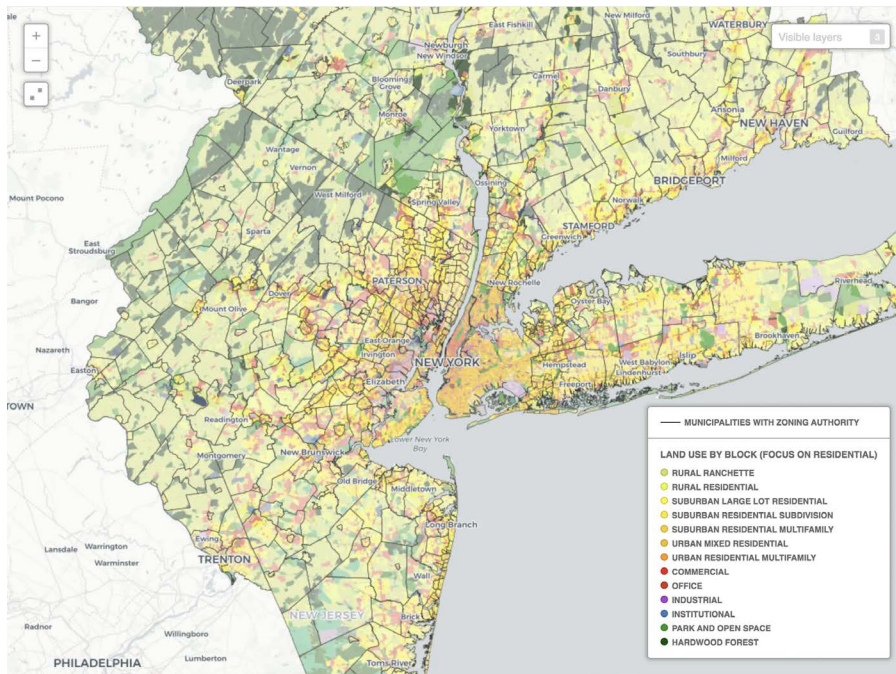 ale
East Fishkill
New Milford
WATERBURY
Newburgh
New Windsor
Southbury
Visible layers
3
+
−
Deerpark
Blooming
Grove
Carmel
Danbury
Monroe
Ansonia
NEW HAVEN
Yorktown
Guilford
Wantage
Milford
Vernon
Mount Pocono
West Milford
Ossining
BRIDGEPORT
Spring Valley
Norwalk
Sparta
STAMFORD
East
Stroudsburg
Greenwich
PATERSON
New Rochelle
Riverhead
Bangor
Dover
Mount Olive
Oyster Bay
Brookhaven
East Orange
Irvington
Nazareth
NEW YORK
Hempstead
West Babylon
Islip
Easton
Lindenhurst
Elizabeth
Freeport
TOWN
Readington
Lower New York
Bay
Montgomery
New Brunswick
Old Bridge
Middletown
Long Branch
Ewing
Lansdale
Warrington
TRENTON
Warminster
Wall
NEW JERSEY
Brick
Radnor
Willingboro
Lumberton
Toms River
PHILADELPHIA
MUNICIPALITIES WITH ZONING AUTHORITY
LAND USE BY BLOCK (FOCUS ON RESIDENTIAL)
RURAL RANCHETTE
RURAL RESIDENTIAL
SUBURBAN LARGE LOT RESIDENTIAL
SUBURBAN RESIDENTIAL SUBDIVISION
SUBURBAN RESIDENTIAL MULTIFAMILY
URBAN MIXED RESIDENTIAL
URBAN RESIDENTIAL MULTIFAMILY
COMMERCIAL
OFFICE
INDUSTRIAL
INSTITUTIONAL
PARK AND OPEN SPACE
HARDWOOD FOREST